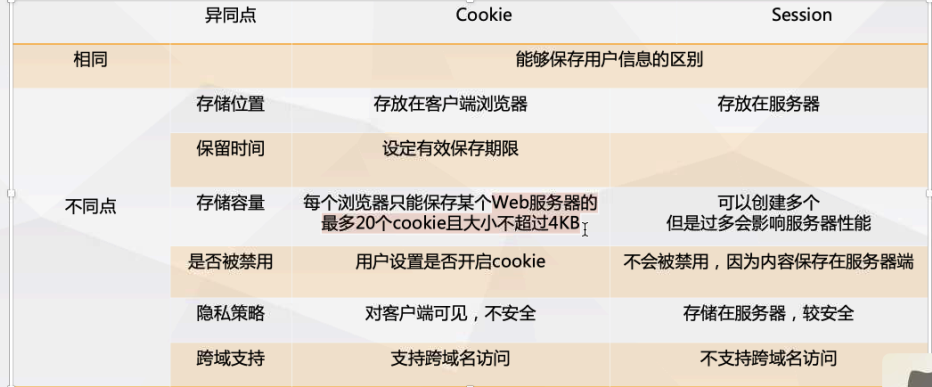 异同点 Cookie Session
相同 能够保存用户信息的区别
存储位置 存放在客户端浏览器 存放在服务器
保留时间 设定有效保存期限
不同点 存储容量 每个浏览器只能保存某个Web服务器的 可以创建多个
最多20个cookie且大小不超过4KB 但是过多会影响服务器性能
是否被禁用 用户设置是否开启cookie 不会被禁用，因为内容保存在服务器端
隐私策略 对客户端可见，不安全 存储在服务器，较安全
跨域支持 支持跨域名访问 不支持跨域名访问